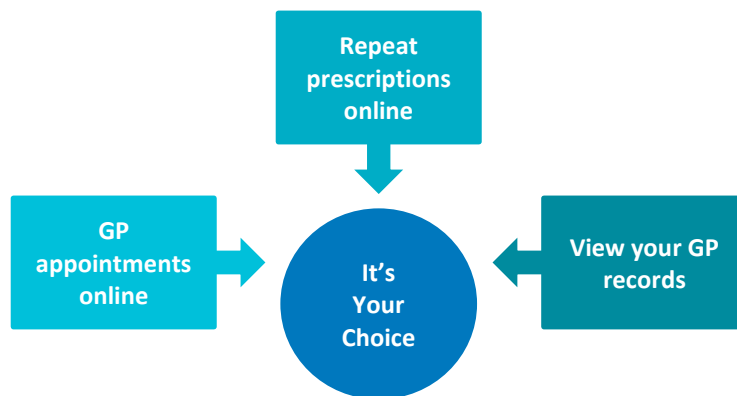 Repeat
prescriptions
online
GP
appointments
online
It’s
Your
Choice
View your GP
records